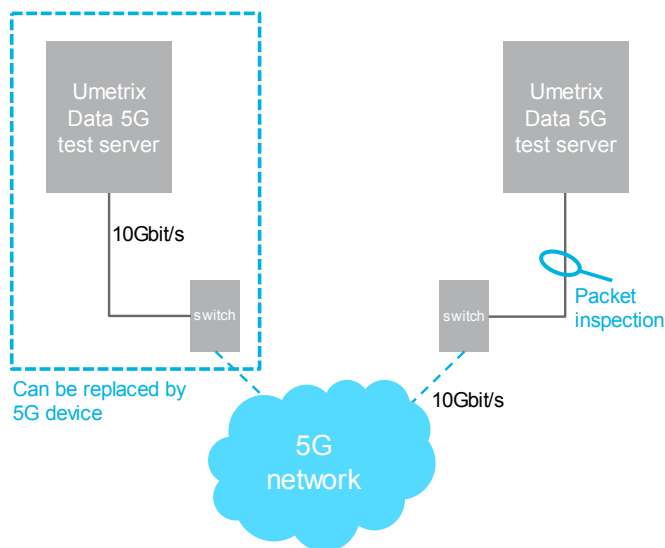 Umetrix
Data 5G
test server
Umetrix
Data 5G
test server
10Gbit/s
Packet
inspection
switch
switch
Can be replaced by
5G device
10Gbit/s
5G
network